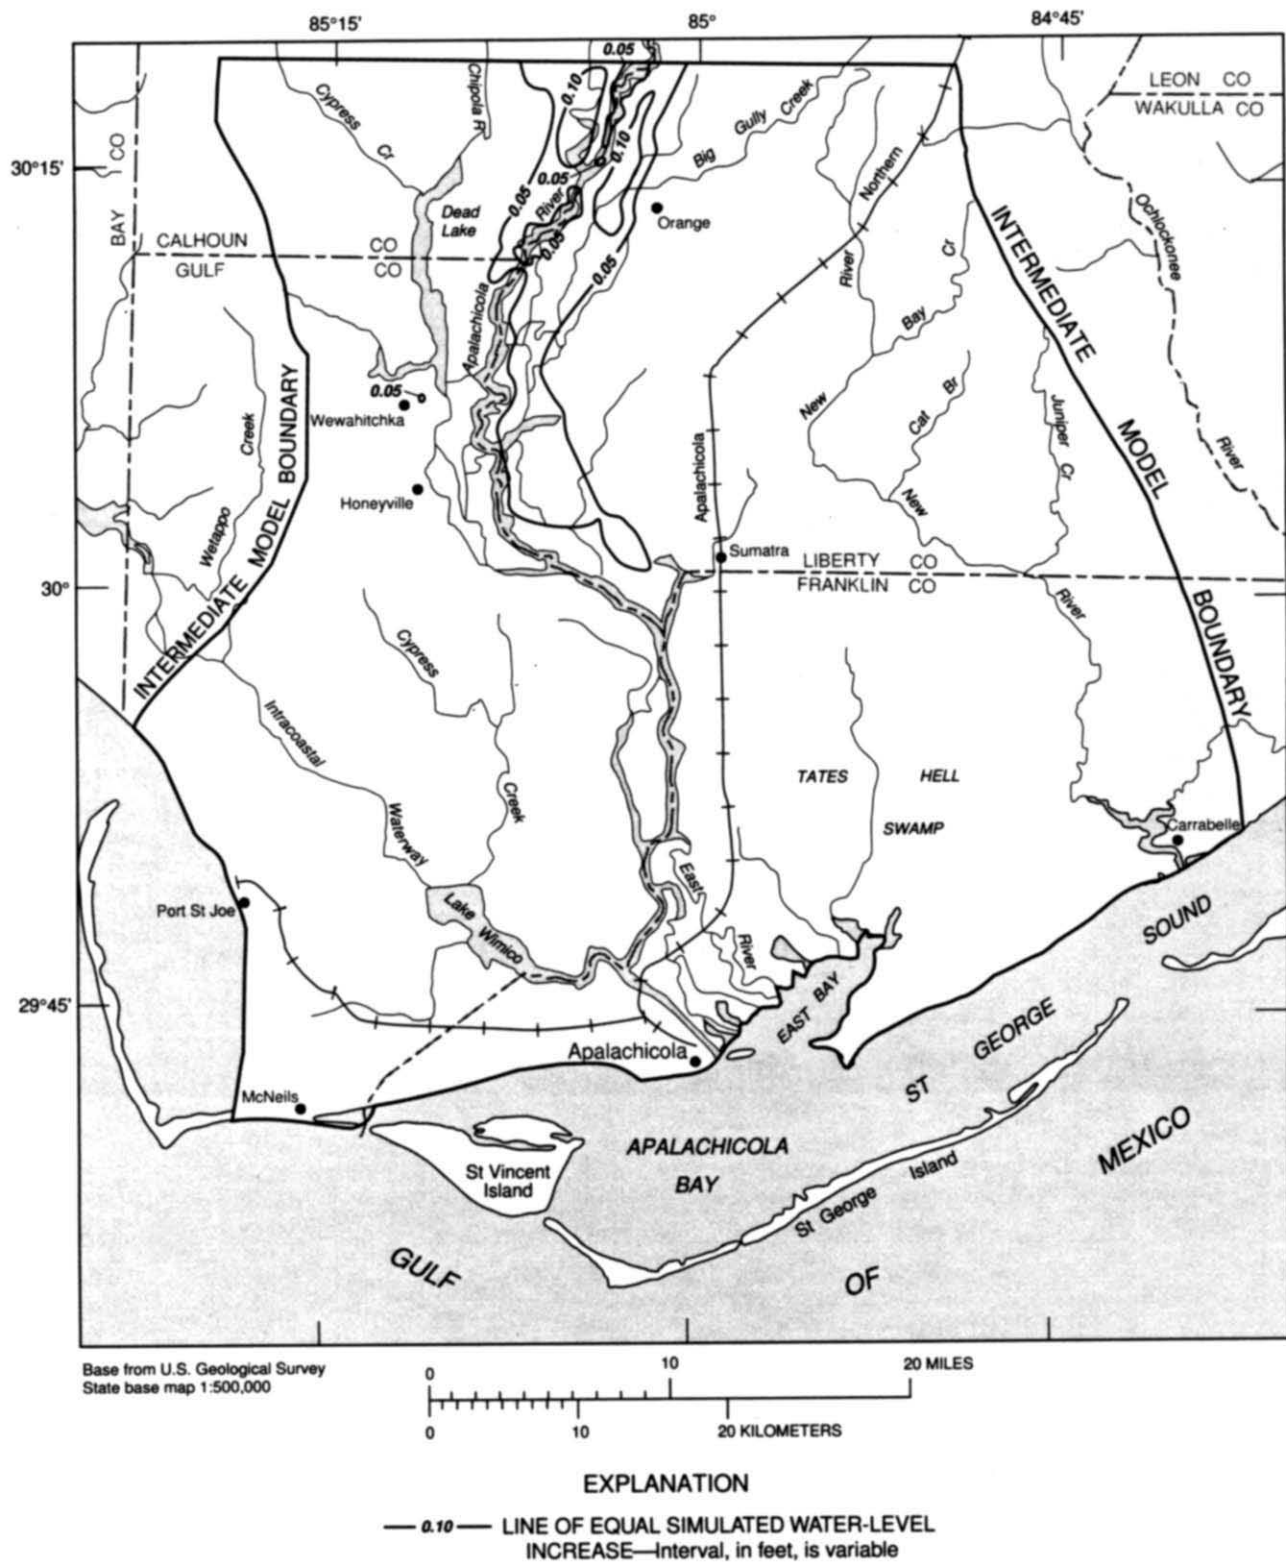 85°15'
85°
84°45'
0.05
LEON CO
WAKULLA CO
Cypress
Cr
Chipola R
0.10
Big Gully Creek
0.10
30°15'
BAY CO
Northern
0.05
0.05
River
Dead
Lake
Orange
Ochlockonee
CALHOUN CO
GULF CO
0.05
0.05
River
Cr
Bay
INTERMEDIATE
Apalachicola
0.05
Wewahitchka
New
Cat Br
Juniper Cr
MODEL
River
Creek
Wetappo
INTERMEDIATE MODEL BOUNDARY
Honeyville
Apalachicola
New
Sumatra
LIBERTY CO
FRANKLIN CO
30°
River
BOUNDARY
Cypress
Creek
Intracoastal
Waterway
TATES HELL
SWAMP
Carrabelle
East
River
Port St Joe
Lake
Wimico
SOUND
29°45'
EAST BAY
GEORGE
ST
Apalachicola
McNeils
APALACHICOLA
BAY
St Vincent
Island
St George Island
MEXICO
GULF
OF
Base from U.S. Geological Survey
State base map 1:500,000
0 10 20 MILES
0 10 20 KILOMETERS
EXPLANATION
0.10 LINE OF EQUAL SIMULATED WATER-LEVEL
INCREASE—Interval, in feet, is variable